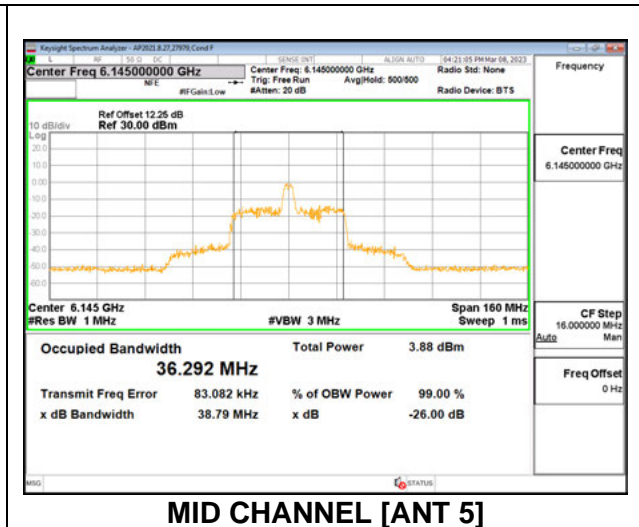 Keysight Spectrum Analyzer - AP2021.8.27,27979,Cond F
L RF 50 Ω DC SENSE:INT ALIGN AUTO 04:21:05 PM Mar 08, 2023
Center Freq 6.145000000 GHz
NFE
#IFGain:Low
Center Freq: 6.145000000 GHz
Trig: Free Run Avg|Hold: 500/500
#Atten: 20 dB
Radio Std: None
Radio Device: BTS
Frequency
Ref Offset 12.25 dB
10 dB/div Ref 30.00 dBm
Log
20.0
10.0
0.00
-10.0
-20.0
-30.0
-40.0
-50.0
-60.0
Center Freq
6.145000000 GHz
Center 6.145 GHz Span 160 MHz
#Res BW 1 MHz #VBW 3 MHz Sweep 1 ms
CF Step
16.000000 MHz
Auto Man
Freq Offset
0 Hz
Occupied Bandwidth
36.292 MHz
Total Power 3.88 dBm
Transmit Freq Error 83.082 kHz % of OBW Power 99.00 %
x dB Bandwidth 38.79 MHz x dB -26.00 dB
MSG STATUS
MID CHANNEL [ANT 5]